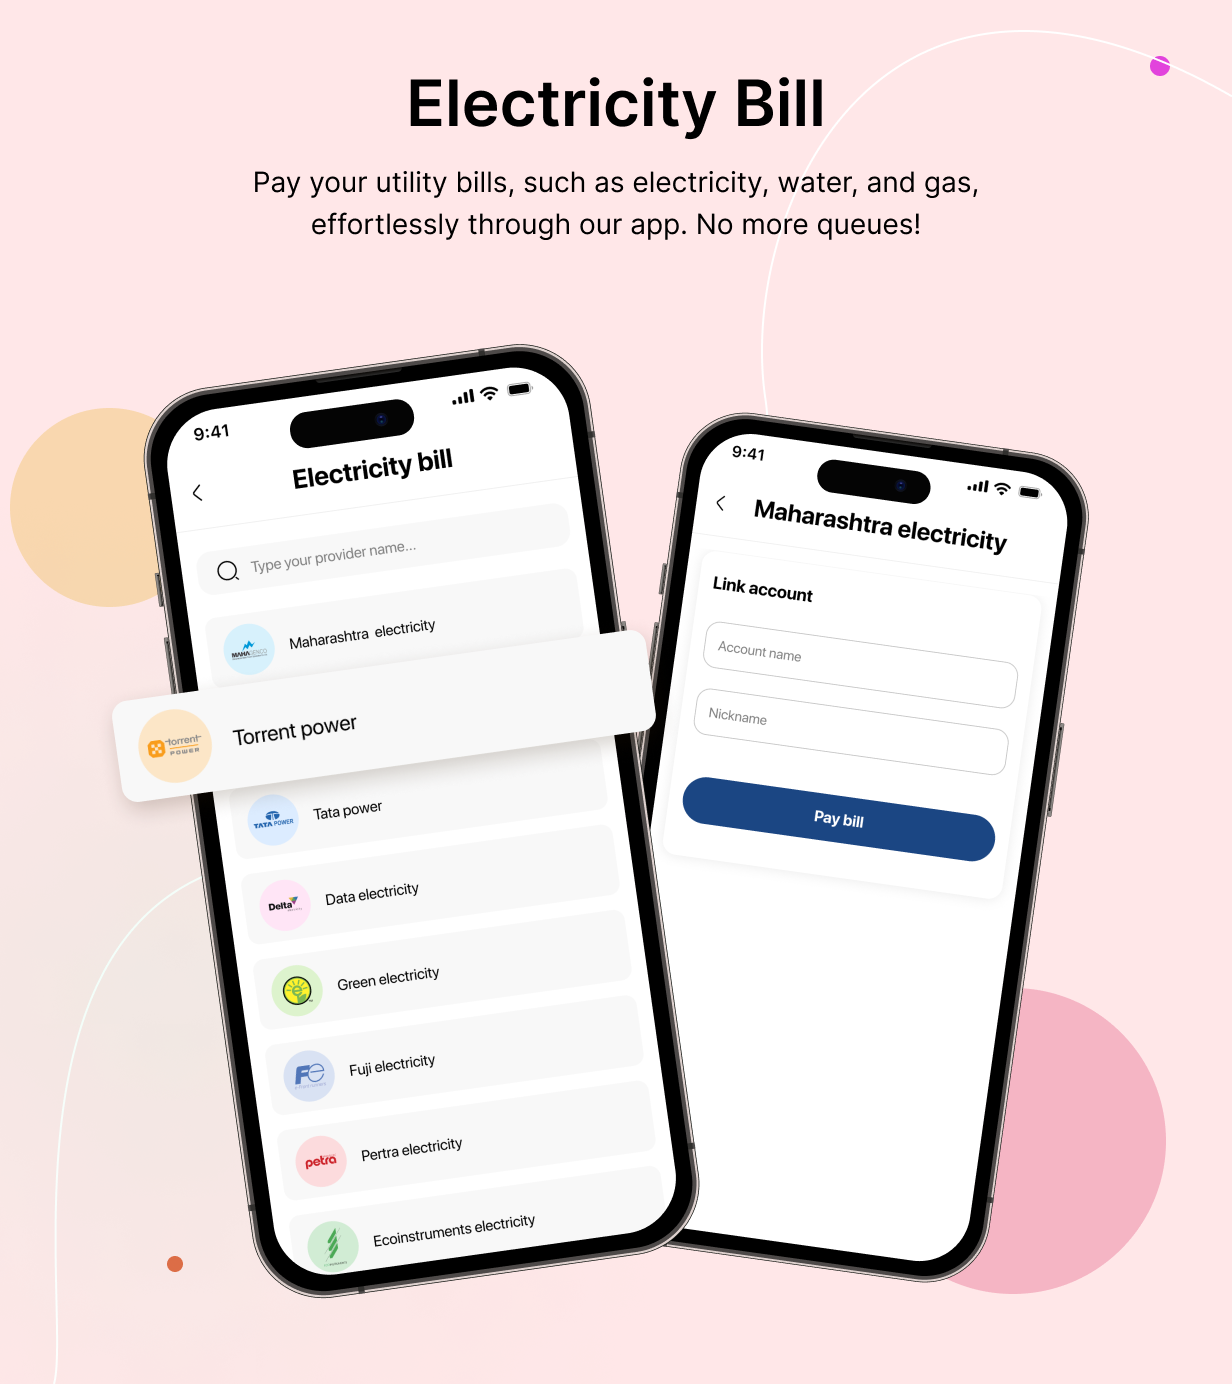 Electricity Bill
Pay your utility bills, such as electricity, water, and gas,
effortlessly through our app. No more queues!
9:41
Electricity bill
Type your provider name...
MAHAGENCO
Maharashtra electricity
torrent
POWER
Torrent power
TATA POWER
Tata power
Delta
Data electricity
e
Green electricity
Fe
Fuji electricity
petra
Pertra electricity
Ecoinstruments electricity
9:41
Maharashtra electricity
Link account
Account name
Nickname
Pay bill